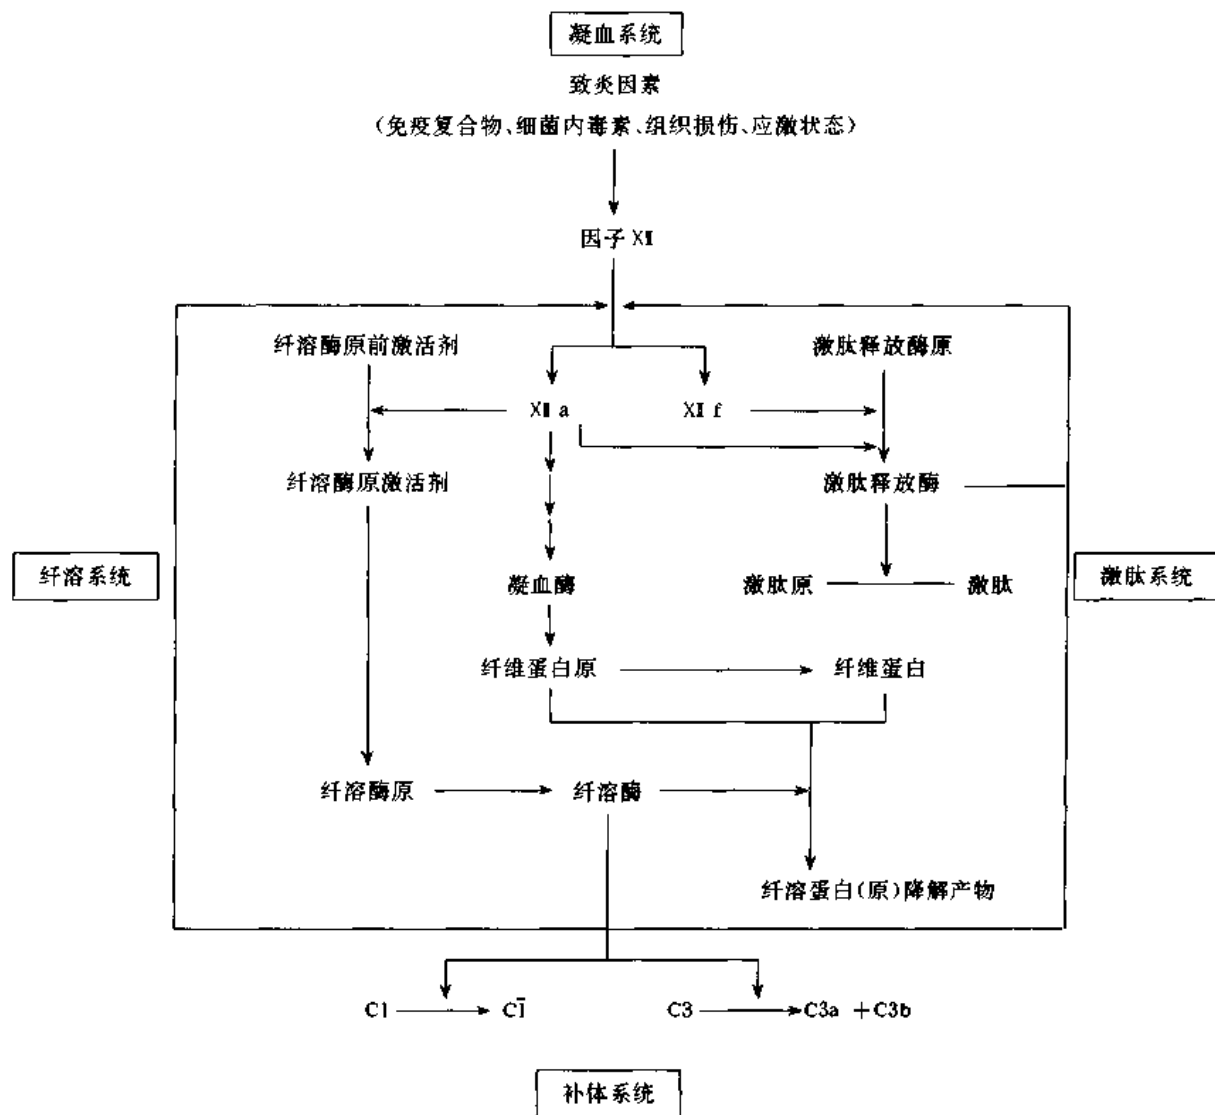 凝血系统
致炎因素
(免疫复合物、细菌内毒素、组织损伤、应激状态)
因子 Ⅻ
纤溶酶原前激活剂
激肽释放酶原
Ⅻ a
Ⅻ f
纤溶酶原激活剂
激肽释放酶
纤溶系统
凝血酶
激肽原
激肽
激肽系统
纤维蛋白原
纤维蛋白
纤溶酶原
纤溶酶
纤溶蛋白(原)降解产物
C1
C1̅
C3
C3a +C3b
补体系统